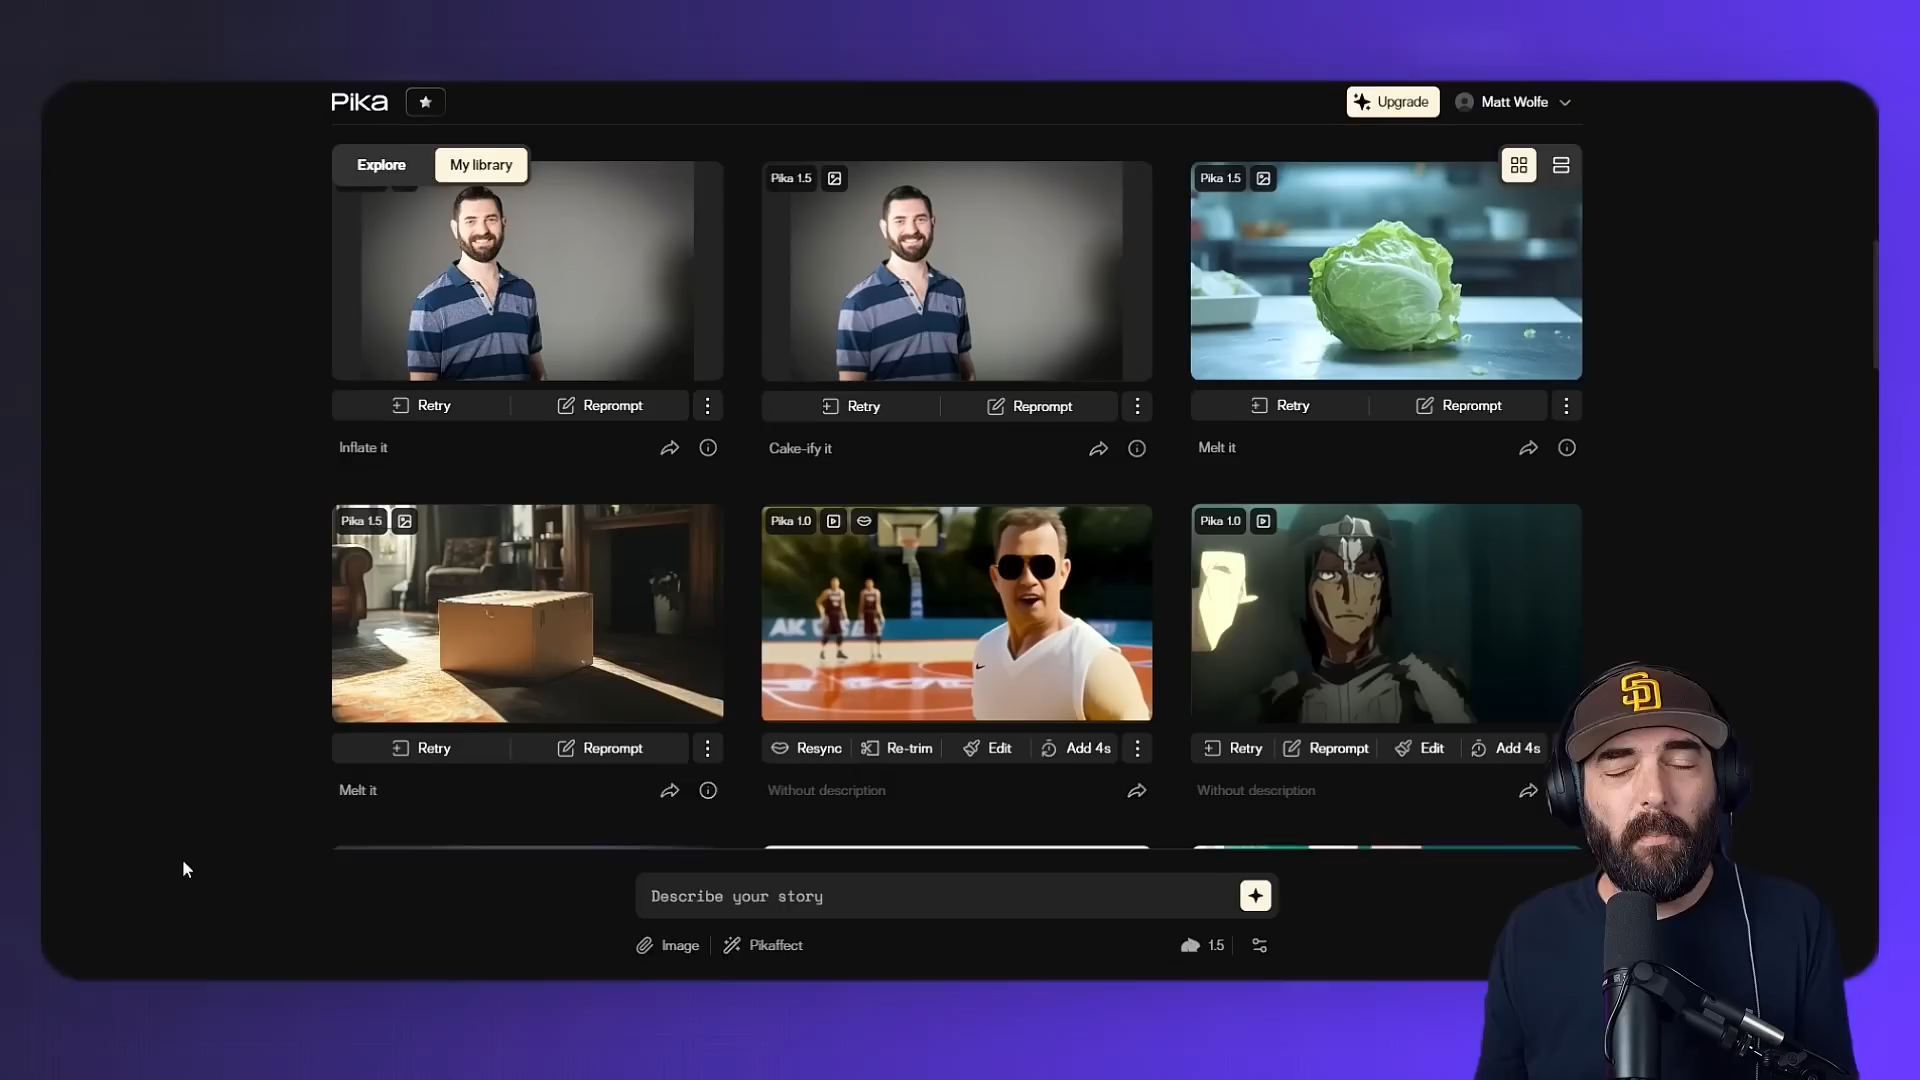 Pika
Upgrade
Matt Wolfe
Explore
My library
Pika 1.5
Pika 1.5
Retry
Reprompt
Retry
Reprompt
Retry
Reprompt
Inflate it
Cake-ify it
Melt it
Pika 1.5
Pika 1.0
Pika 1.0
AK
Retry
Reprompt
Resync
Re-trim
Edit
Add 4s
Retry
Reprompt
Edit
Add 4s
Melt it
Without description
Without description
SD
Describe your story
Image
Pikaffect
1.5